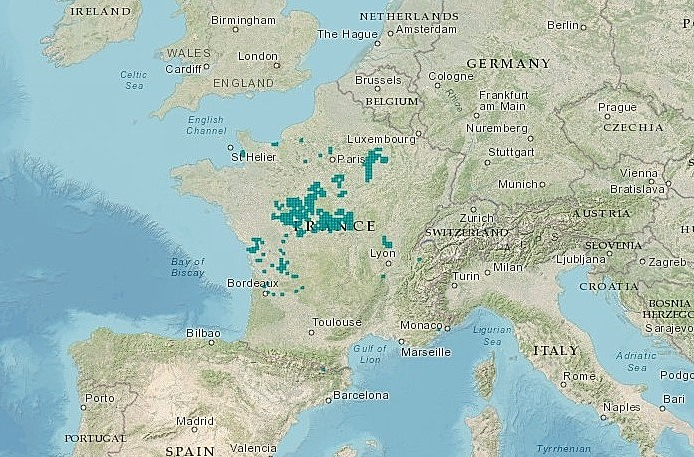 IRELAND
Birmingham
NETHERLANDS
Berlin
The Hague
Amsterdam
WALES
Cardiff
London
ENGLAND
Celtic
Sea
GERMANY
Brussels
Cologne
BELGIUM
Frankfurt
am Main
Prague
CZECHIA
English
Channel
Luxembourg
Nuremberg
St Helier
Paris
Stuttgart
Munich
Vienna
Bratislava
Zurich
AUSTRIA
FRANCE
SWITZERLAND
ALPS
SLOVENIA
Lyon
Bay of
Biscay
Ljubljana
Zagreb
Turin
Milan
CROATIA
Bordeaux
BOSNIA
HERZEGO
Sarajevo
Bilbao
Toulouse
Monaco
Ligurian
Sea
Marseille
Gulf of
Lion
ITALY
Adriatic
Sea
Podgo
Porto
Barcelona
Rome
Bari
Naples
Madrid
PORTUGAL
SPAIN
Valencia
Tyrrhenian